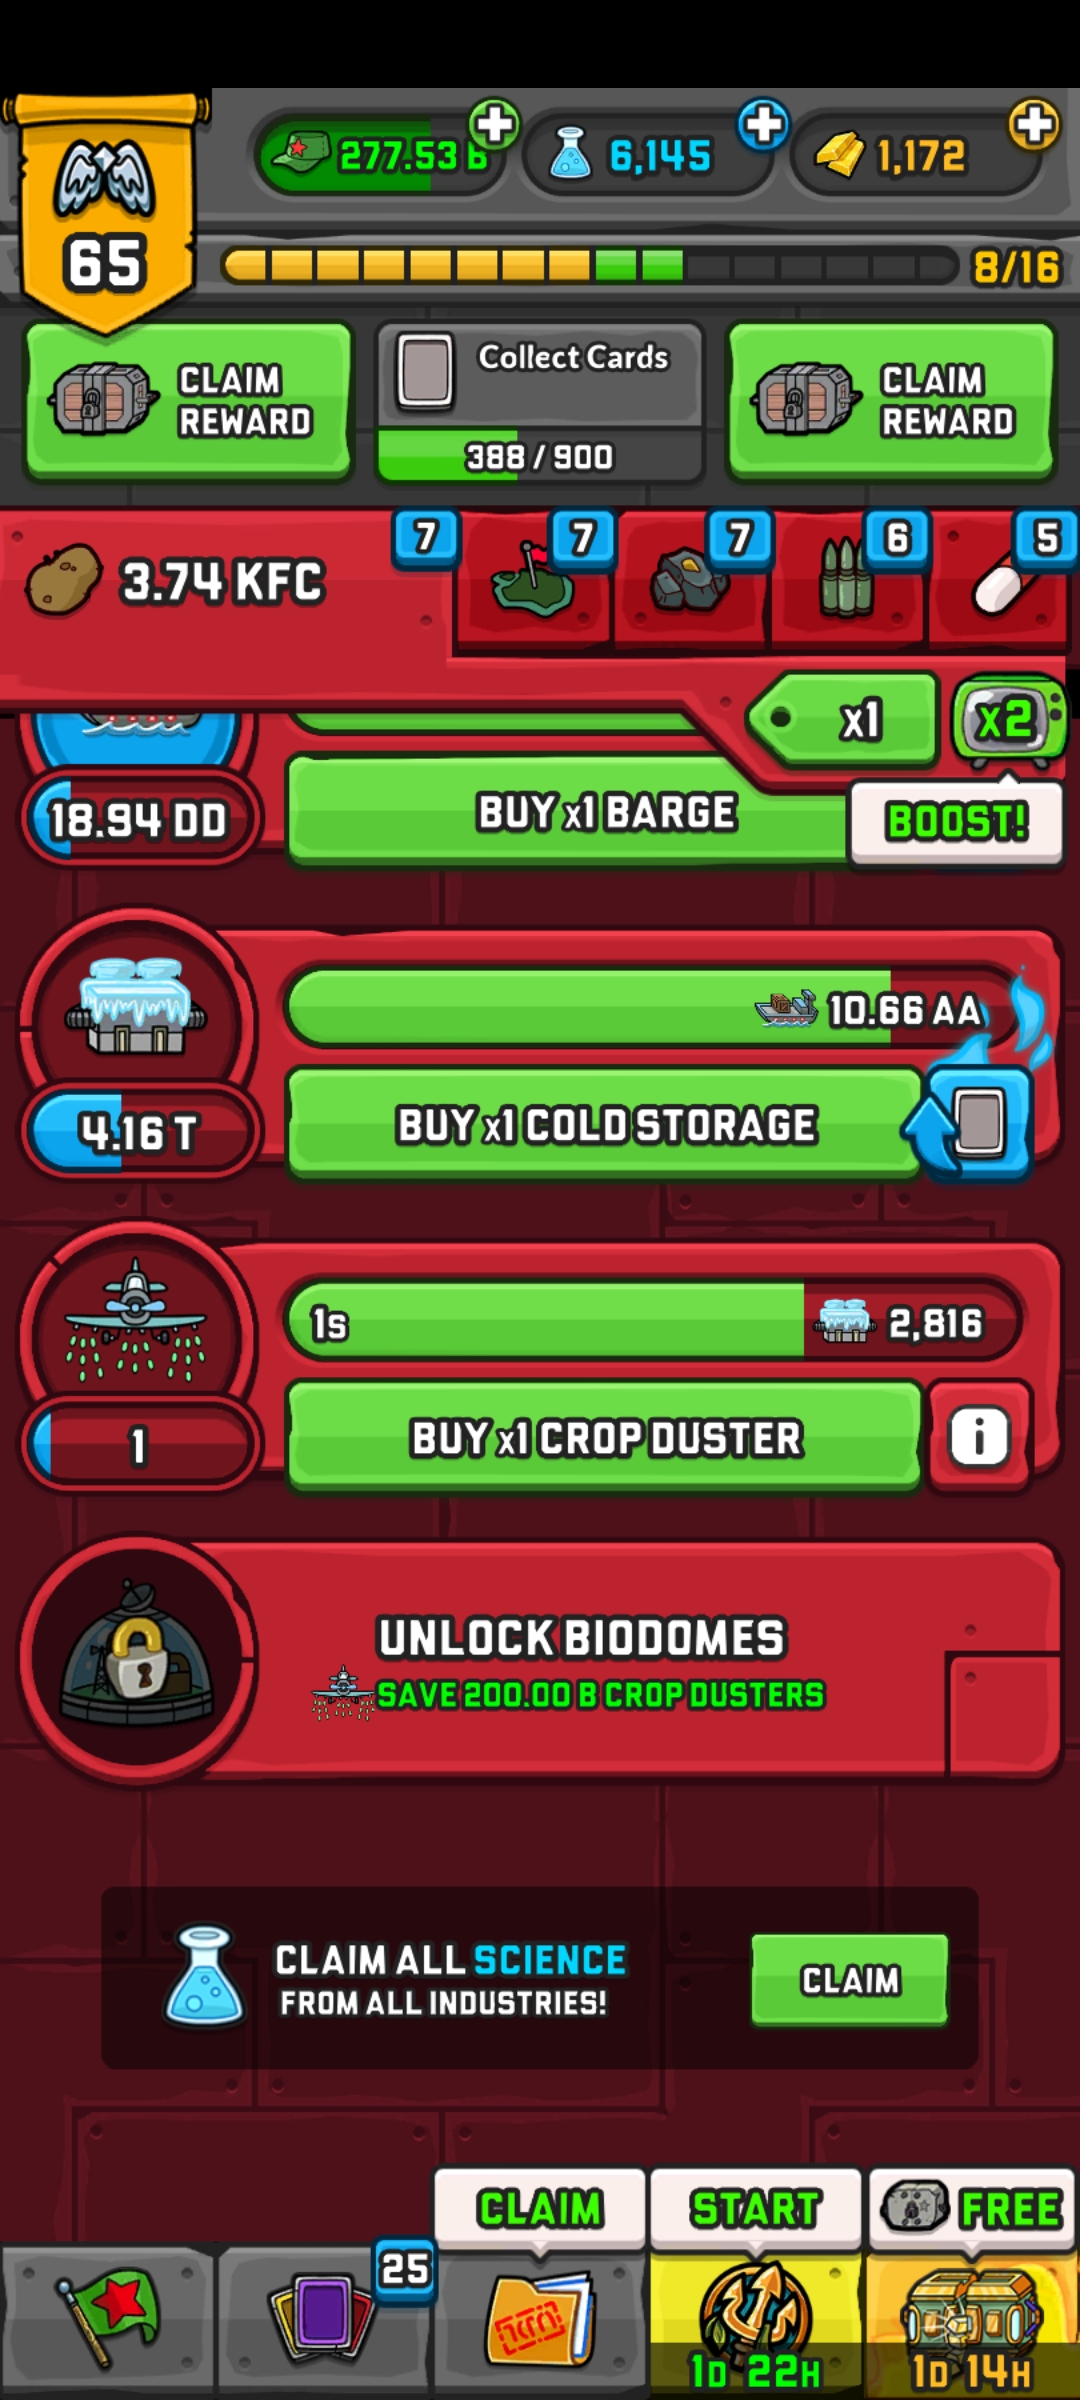 277.53 B
6,145
1,172
65
8/16
CLAIM
REWARD
Collect Cards
388 / 900
CLAIM
REWARD
3.74 KFC
7
7
7
6
5
x1
x2
BOOST!
18.94 DD
BUY x1 BARGE
10.66 AA
4.16 T
BUY x1 COLD STORAGE
1s
2,816
1
BUY x1 CROP DUSTER
i
UNLOCK BIODOMES
SAVE 200.00 B CROP DUSTERS
CLAIM ALL SCIENCE
FROM ALL INDUSTRIES!
CLAIM
CLAIM
START
FREE
25
1D 22H
1D 14H